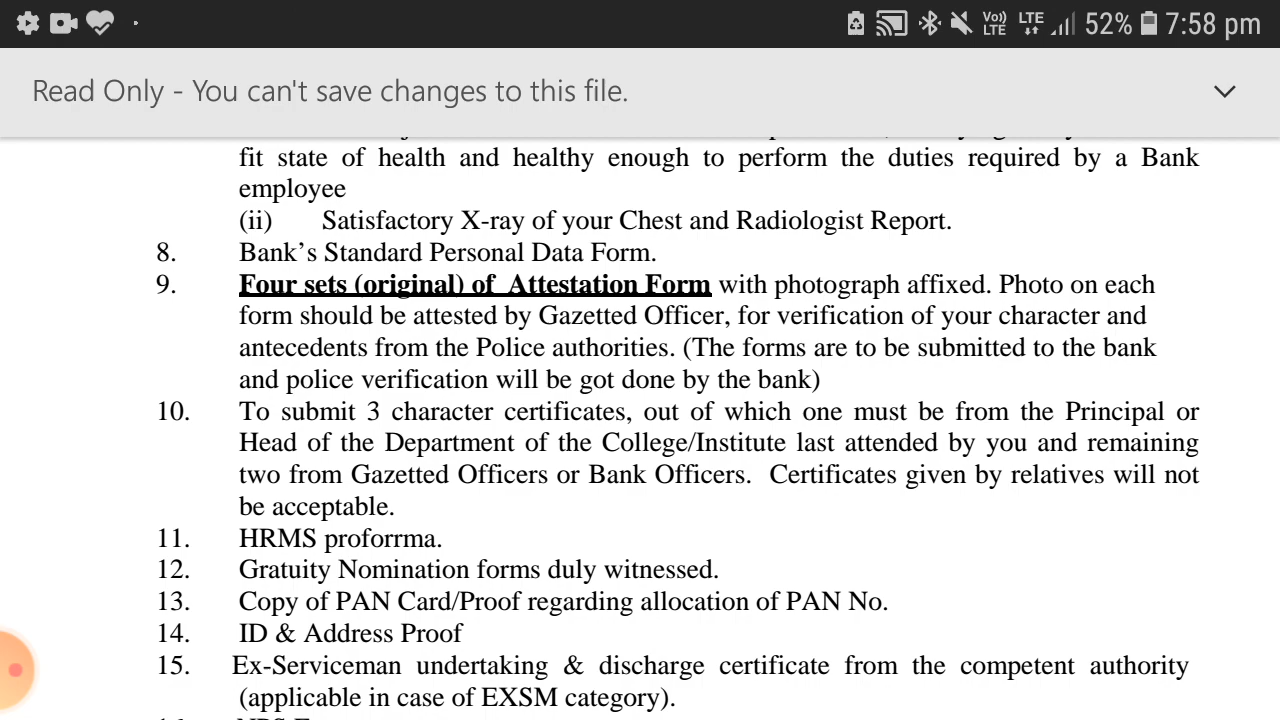 Vo)) LTE LTE 52% 7:58 pm
Read Only - You can't save changes to this file.
fit state of health and healthy enough to perform the duties required by a Bank
employee
(ii) Satisfactory X-ray of your Chest and Radiologist Report.
8. Bank’s Standard Personal Data Form.
9. Four sets (original) of Attestation Form with photograph affixed. Photo on each
form should be attested by Gazetted Officer, for verification of your character and
antecedents from the Police authorities. (The forms are to be submitted to the bank
and police verification will be got done by the bank)
10. To submit 3 character certificates, out of which one must be from the Principal or
Head of the Department of the College/Institute last attended by you and remaining
two from Gazetted Officers or Bank Officers. Certificates given by relatives will not
be acceptable.
11. HRMS proforrma.
12. Gratuity Nomination forms duly witnessed.
13. Copy of PAN Card/Proof regarding allocation of PAN No.
14. ID & Address Proof
15. Ex-Serviceman undertaking & discharge certificate from the competent authority
(applicable in case of EXSM category).